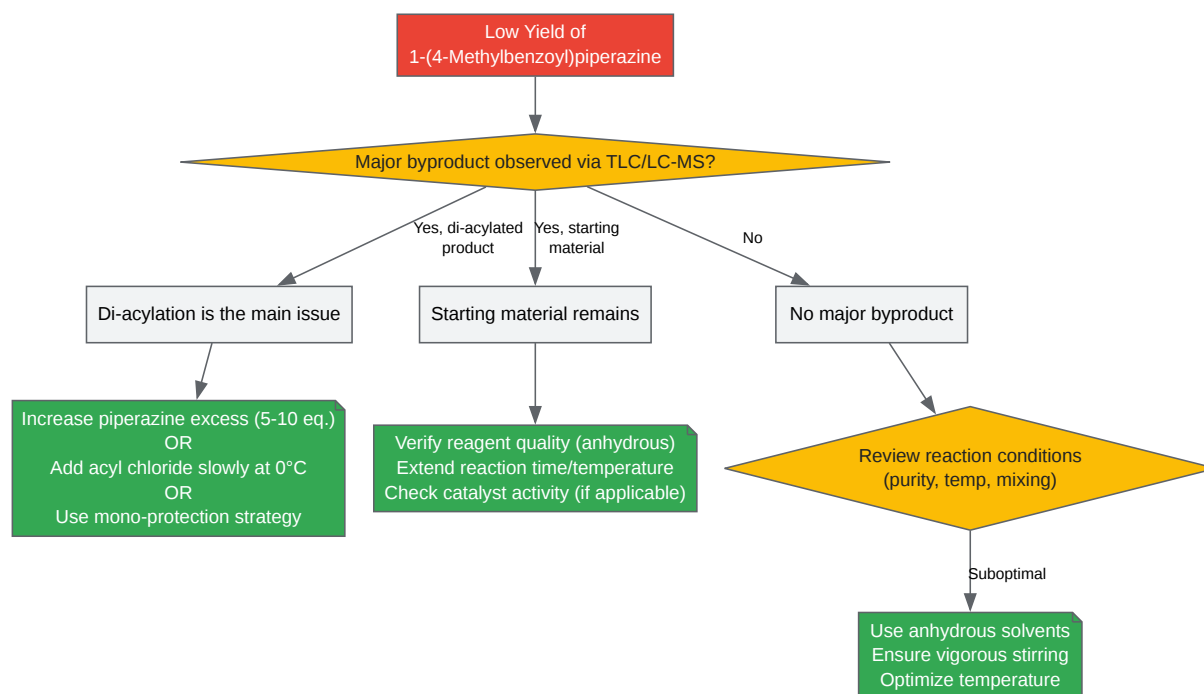 Low Yield of
1-(4-Methylbenzoyl)piperazine
Major byproduct observed via TLC/LC-MS?
Yes, di-acylated
product
Yes, starting
material
No
Di-acylation is the main issue
Starting material remains
No major byproduct
Increase piperazine excess (5-10 eq.)
OR
Add acyl chloride slowly at 0°C
OR
Use mono-protection strategy
Verify reagent quality (anhydrous)
Extend reaction time/temperature
Check catalyst activity (if applicable)
Review reaction conditions
(purity, temp, mixing)
Suboptimal
Use anhydrous solvents
Ensure vigorous stirring
Optimize temperature